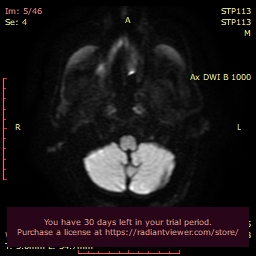 Im: 5/46
Se: 4
A
STP113
STP113
M
Ax DWI B 1000
R
L
You have 30 days left in your trial period.
Purchase a license at https://radiantviewer.com/store/